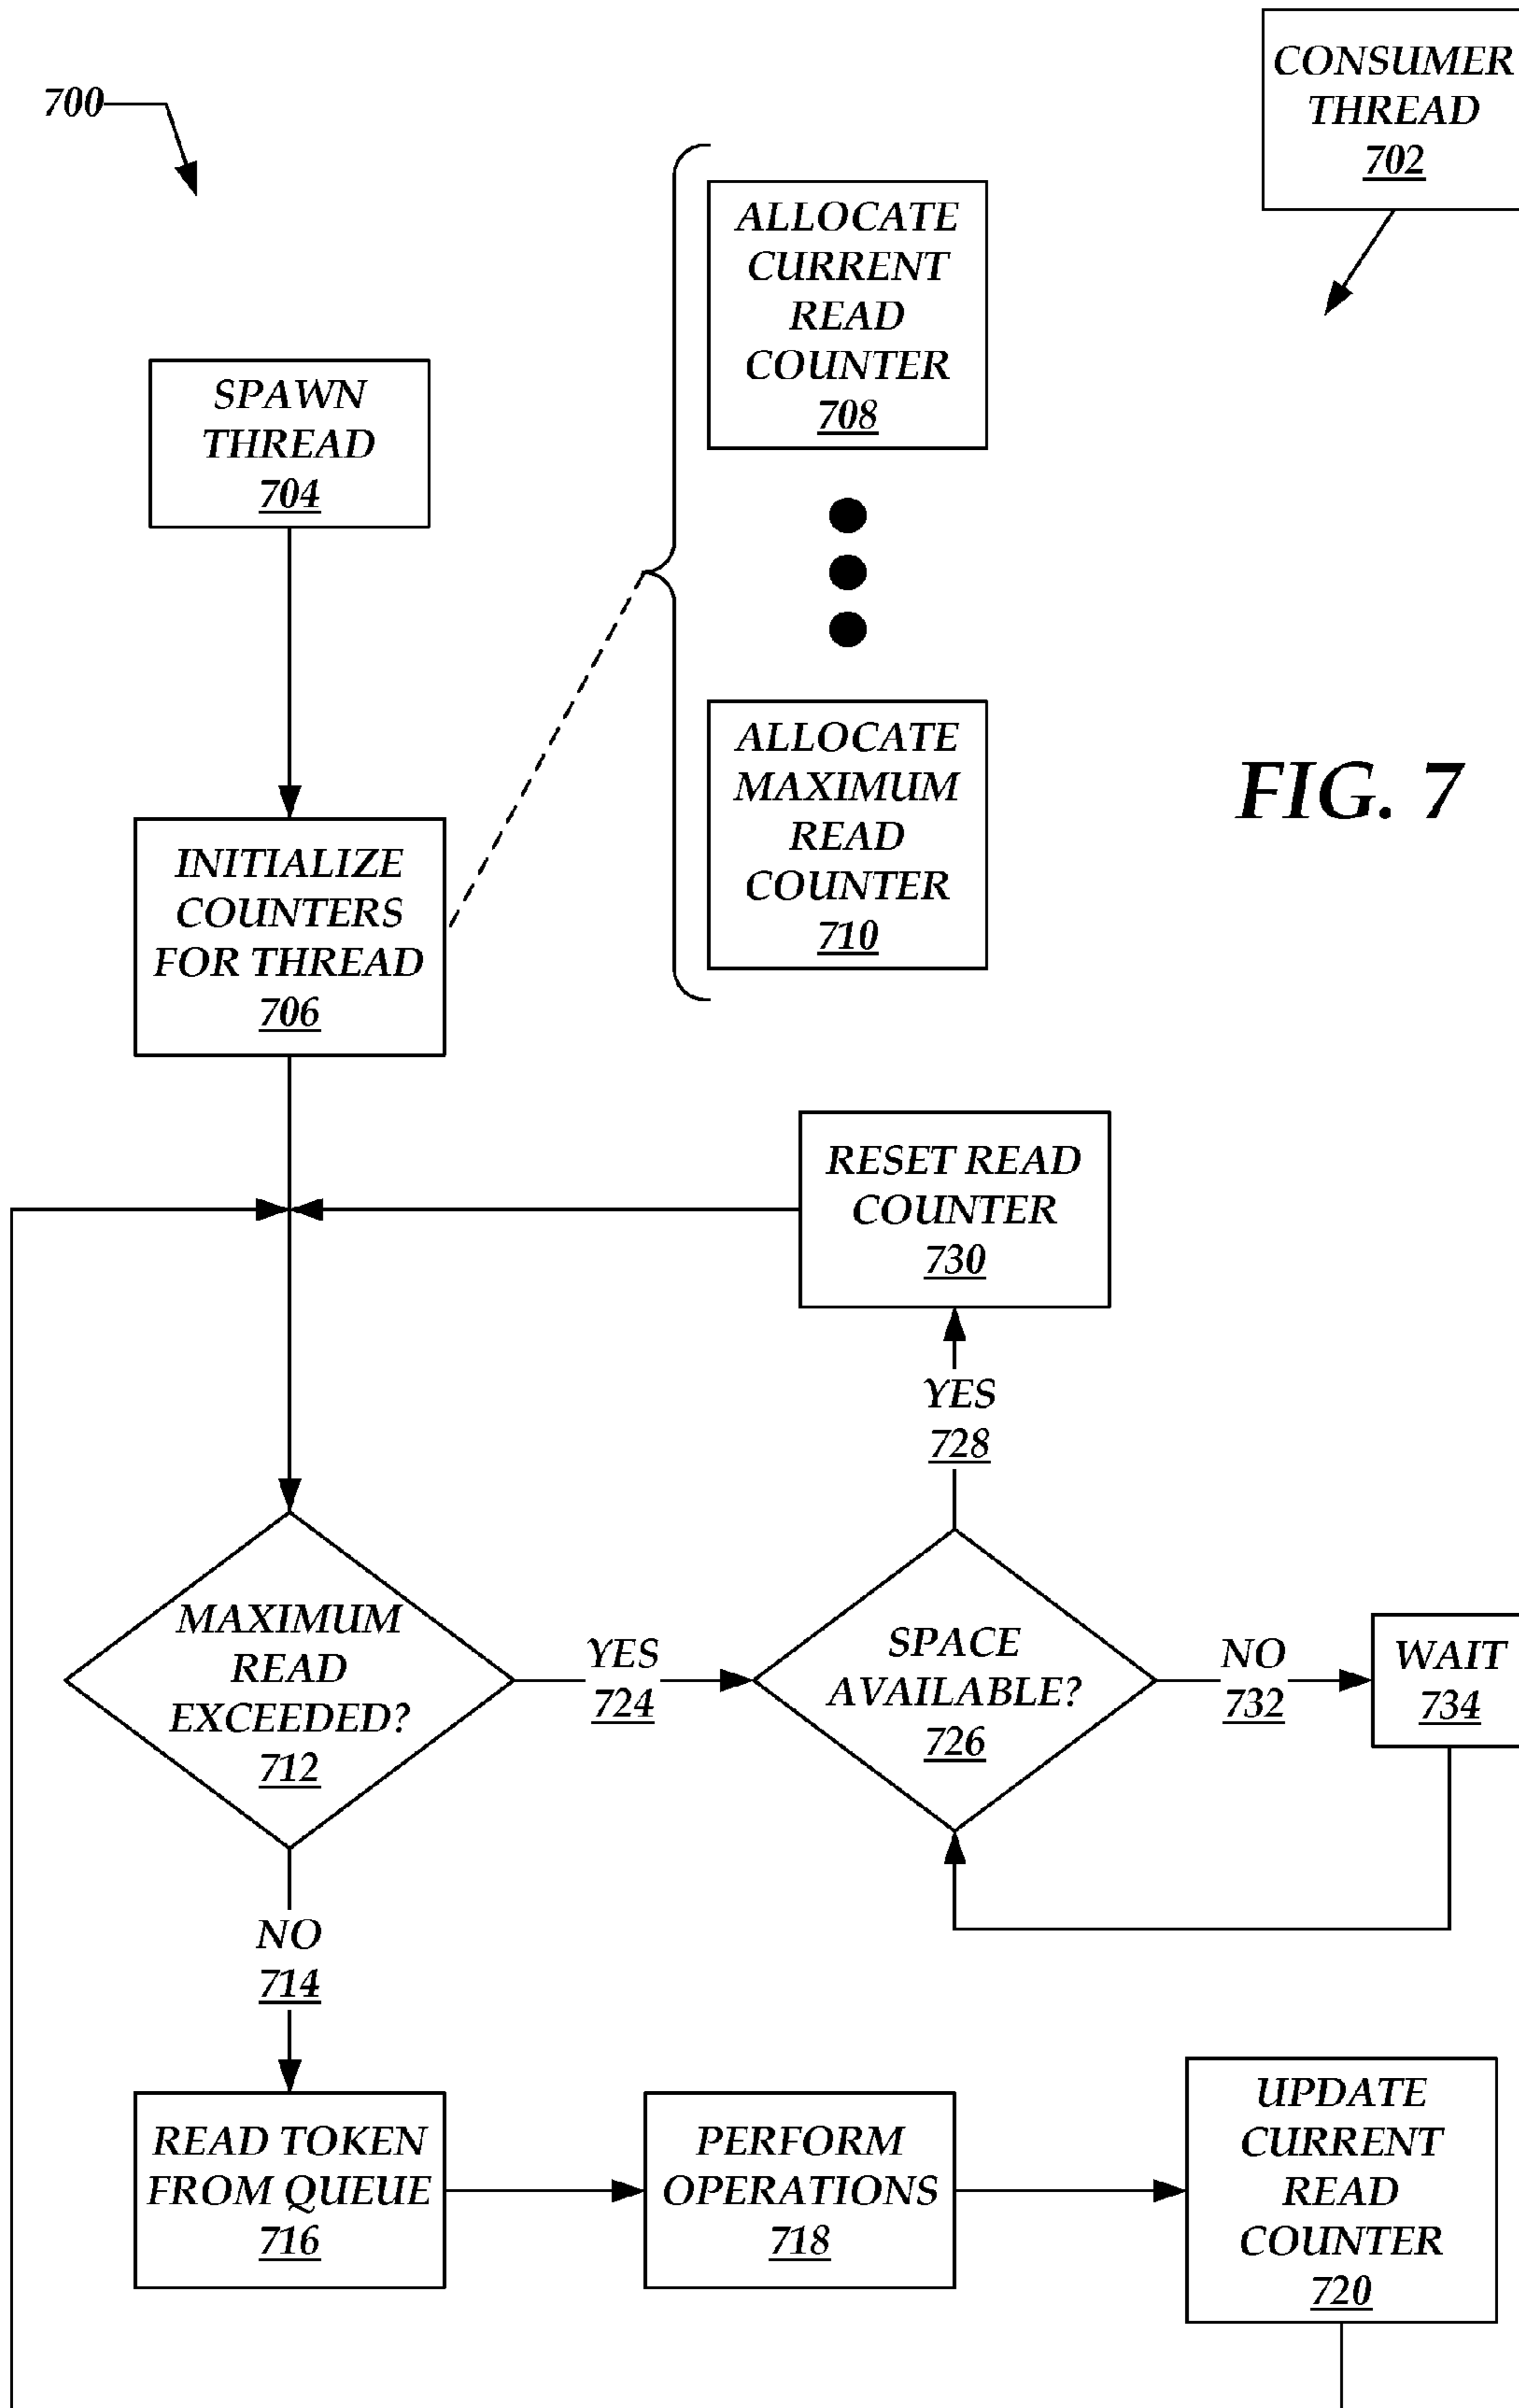 700
CONSUMER
THREAD
702
ALLOCATE
CURRENT
READ
COUNTER
708
SPAWN
THREAD
704
ALLOCATE
MAXIMUM
READ
COUNTER
710
FIG. 7
INITIALIZE
COUNTERS
FOR THREAD
706
RESET READ
COUNTER
730
YES
728
MAXIMUM
READ
EXCEEDED?
712
YES
724
SPACE
AVAILABLE?
726
NO
732
WAIT
734
NO
714
READ TOKEN
FROM QUEUE
716
PERFORM
OPERATIONS
718
UPDATE
CURRENT
READ
COUNTER
720